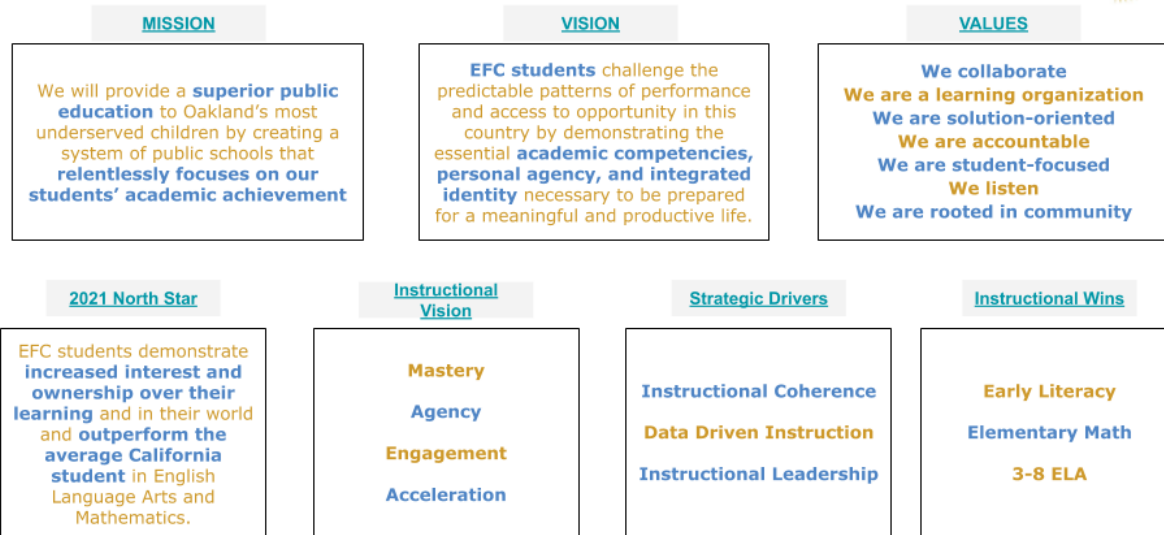 MISSION
We will provide a superior public
education to Oakland's most
underserved children by creating a
system of public schools that
relentlessly focuses on our
students' academic achievement
VISION
EFC students challenge the
predictable patterns of performance
and access to opportunity in this
country by demonstrating the
essential academic competencies,
personal agency, and integrated
identity necessary to be prepared
for a meaningful and productive life.
VALUES
We collaborate
We are a learning organization
We are solution-oriented
We are accountable
We are student-focused
We listen
We are rooted in community
2021 North Star
EFC students demonstrate
increased interest and
ownership over their
learning and in their world
and outperform the
average California
student in English
Language Arts and
Mathematics.
Instructional
Vision
Mastery
Agency
Engagement
Acceleration
Strategic Drivers
Instructional Coherence
Data Driven Instruction
Instructional Leadership
Instructional Wins
Early Literacy
Elementary Math
3-8 ELA